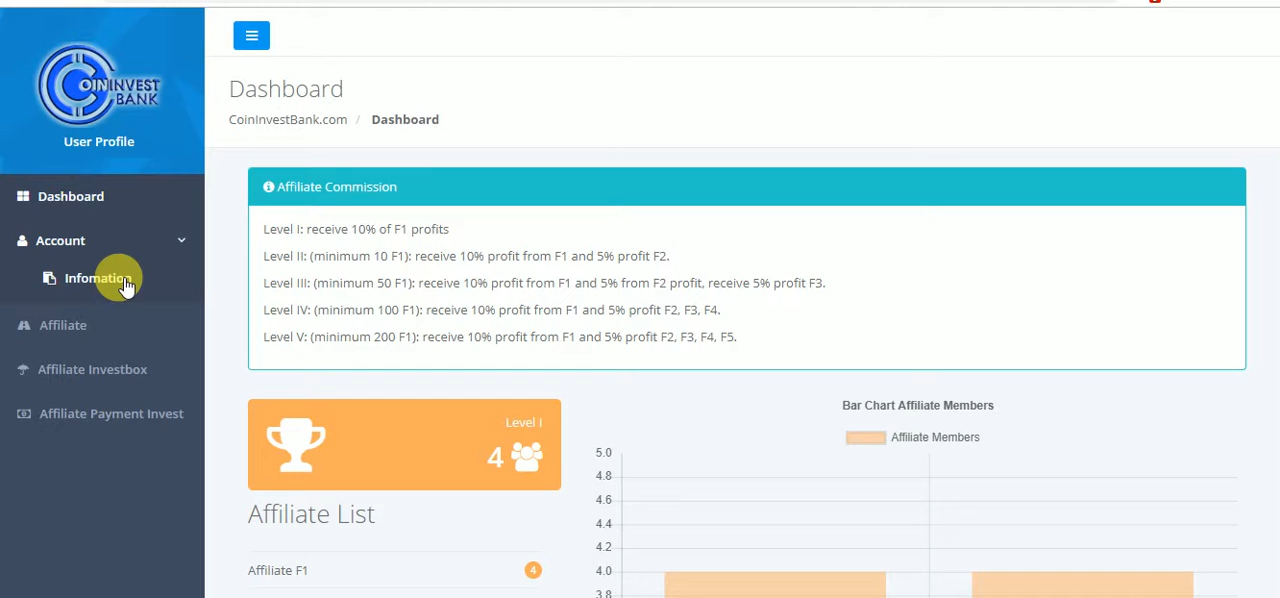 COININVEST
BANK
User Profile
Dashboard
Account
Infomation
Affiliate
Affiliate Investbox
Affiliate Payment Invest
Dashboard
CoinInvestBank.com / Dashboard
Affiliate Commission
Level I: receive 10% of F1 profits
Level II: (minimum 10 F1): receive 10% profit from F1 and 5% profit F2.
Level III: (minimum 50 F1): receive 10% profit from F1 and 5% from F2 profit, receive 5% profit F3.
Level IV: (minimum 100 F1): receive 10% profit from F1 and 5% profit F2, F3, F4.
Level V: (minimum 200 F1): receive 10% profit from F1 and 5% profit F2, F3, F4, F5.
Level I
4
Affiliate List
Affiliate F1 4
Bar Chart Affiliate Members
Affiliate Members
5.0
4.8
4.6
4.4
4.2
4.0
3.8